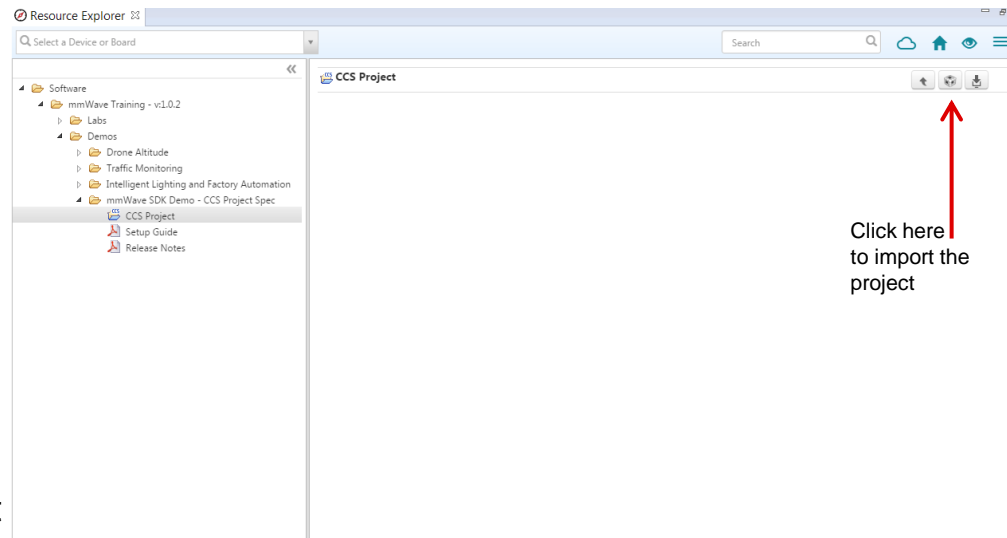 Resource Explorer
Select a Device or Board
Search
Software
mmWave Training - v:1.0.2
Labs
Demos
Drone Altitude
Traffic Monitoring
Intelligent Lighting and Factory Automation
mmWave SDK Demo - CCS Project Spec
CCS Project
Setup Guide
Release Notes
CCS Project
Click here
to import the
project